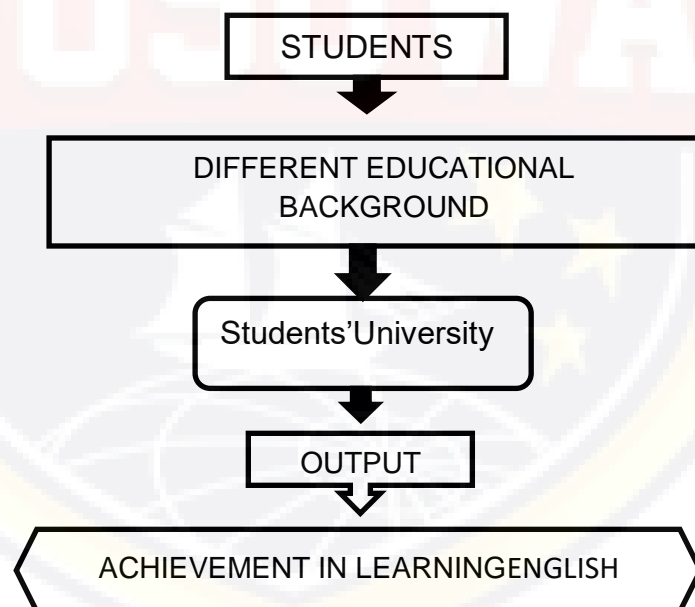 STUDENTS
DIFFERENT EDUCATIONAL
BACKGROUND
Students'University
OUTPUT
ACHIEVEMENT IN LEARNINGENGLISH